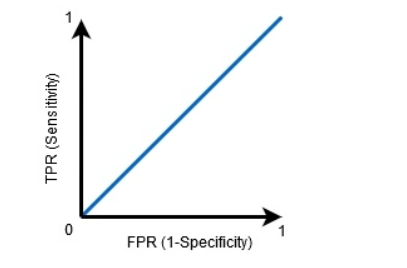 1
TPR (Sensitivity)
0
1
FPR (1-Specificity)